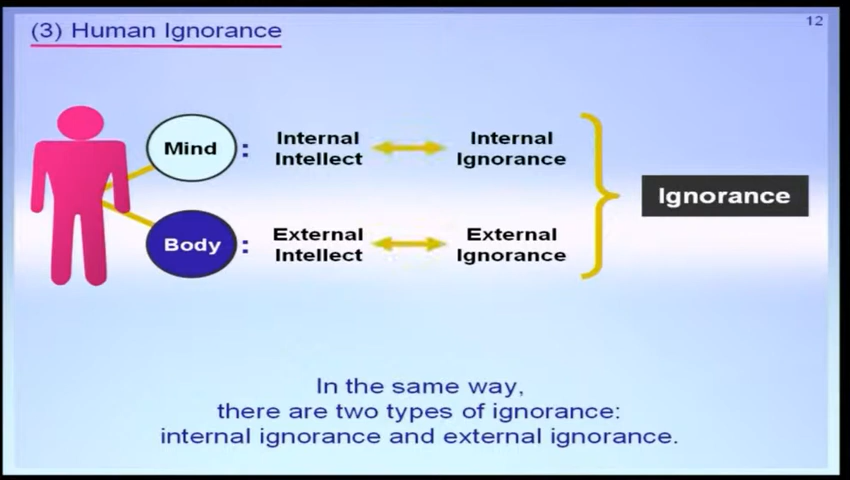 12
(3) Human Ignorance
Mind : Internal Intellect Internal Ignorance
Body : External Intellect External Ignorance
Ignorance
In the same way,
there are two types of ignorance:
internal ignorance and external ignorance.